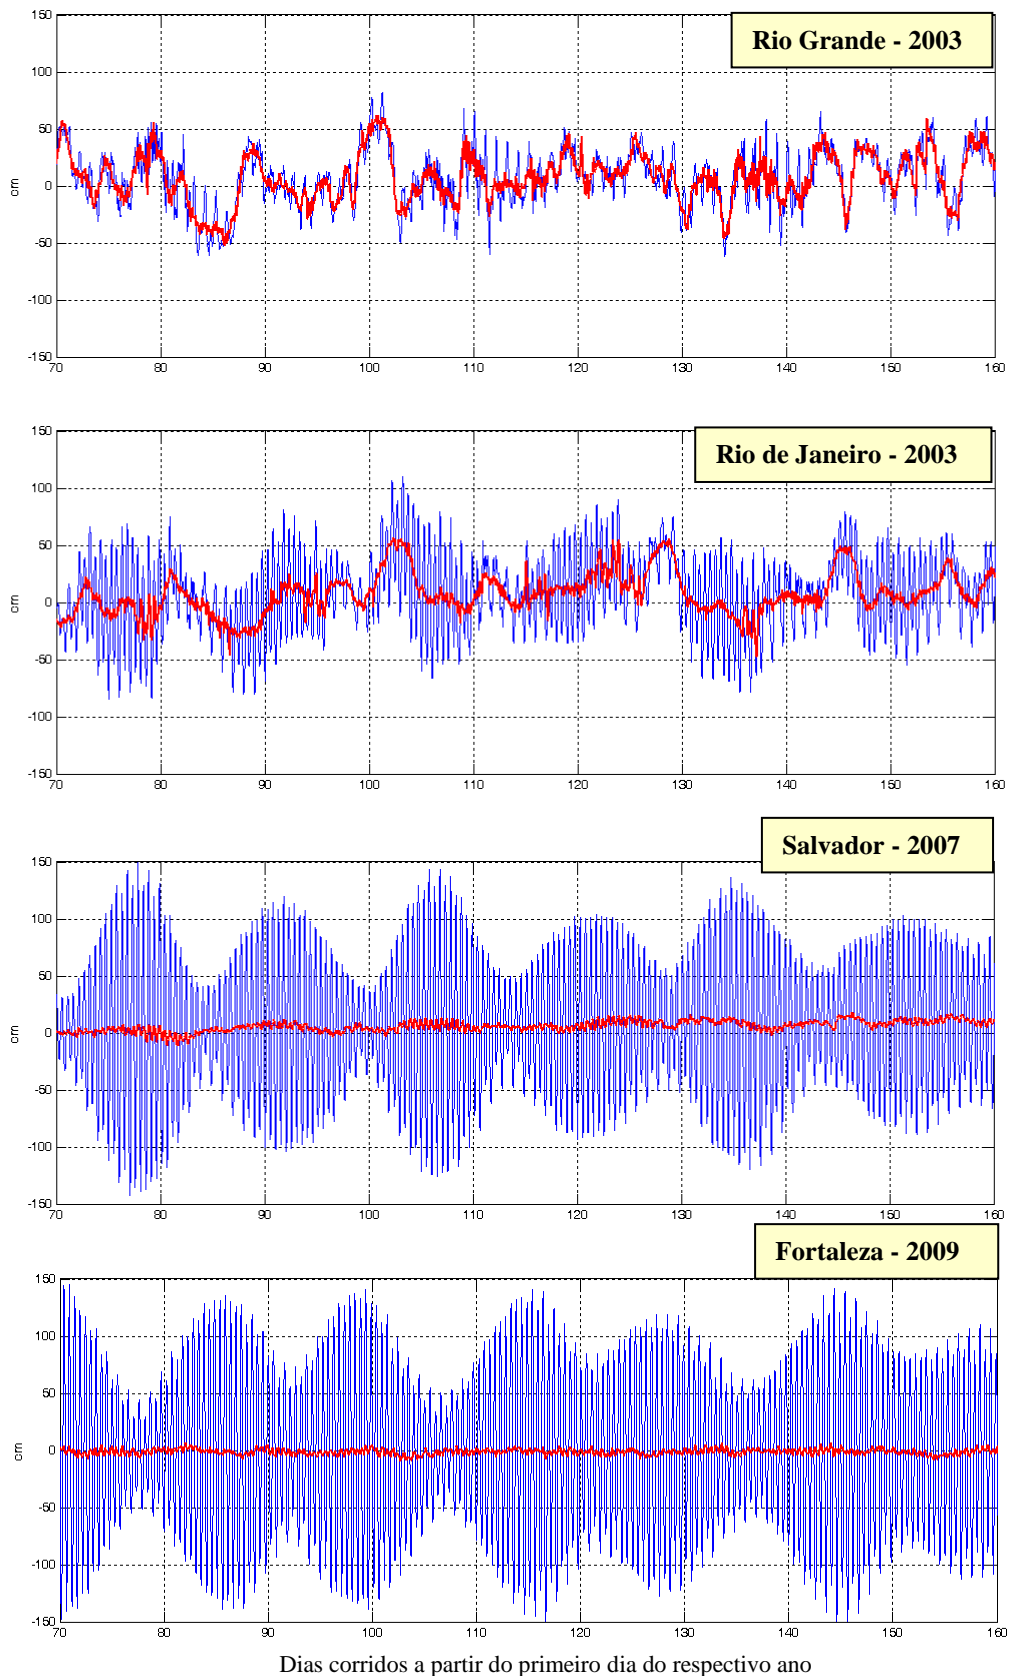 Rio Grande - 2003
150
100
50
0
-50
-100
-150
cm
70 80 90 100 110 120 130 140 150 160
Rio de Janeiro - 2003
150
100
50
0
-50
-100
-150
cm
70 80 90 100 110 120 130 140 150 160
Salvador - 2007
150
100
50
0
-50
-100
-150
cm
70 80 90 100 110 120 130 140 150 160
Fortaleza - 2009
150
100
50
0
-50
-100
-150
cm
70 80 90 100 110 120 130 140 150 160
Dias corridos a partir do primeiro dia do respectivo ano